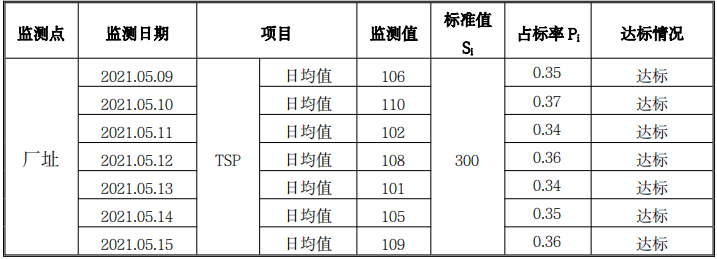 监测点 监测日期 项目 监测值 标准值 Si 占标率 Pi 达标情况
厂址 2021.05.09 TSP 日均值 106 300 0.35 达标
2021.05.10 日均值 110 0.37 达标
2021.05.11 日均值 102 0.34 达标
2021.05.12 日均值 108 0.36 达标
2021.05.13 日均值 101 0.34 达标
2021.05.14 日均值 105 0.35 达标
2021.05.15 日均值 109 0.36 达标